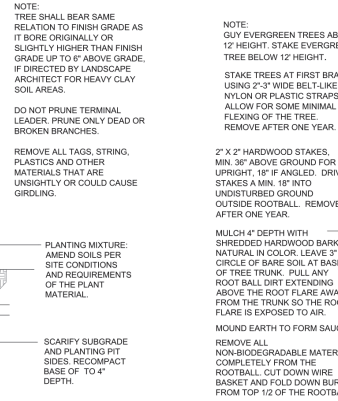 NOTE:
TREE SHALL BEAR SAME
RELATION TO FINISH GRADE AS
IT BORE ORIGINALLY OR
SLIGHTLY HIGHER THAN FINISH
GRADE UP TO 6" ABOVE GRADE,
IF DIRECTED BY LANDSCAPE
ARCHITECT FOR HEAVY CLAY
SOIL AREAS.
DO NOT PRUNE TERMINAL
LEADER. PRUNE ONLY DEAD OR
BROKEN BRANCHES.
REMOVE ALL TAGS, STRING,
PLASTICS AND OTHER
MATERIALS THAT ARE
UNSIGHTLY OR COULD CAUSE
GIRDLING.
PLANTING MIXTURE:
AMEND SOILS PER
SITE CONDITIONS
AND REQUIREMENTS
OF THE PLANT
MATERIAL.
SCARIFY SUBGRADE
AND PLANTING PIT
SIDES. RECOMPACT
BASE OF TO 4"
DEPTH.
NOTE:
GUY EVERGREEN TREES AB
12' HEIGHT. STAKE EVERGRE
TREE BELOW 12' HEIGHT.
STAKE TREES AT FIRST BRA
USING 2"-3" WIDE BELT-LIKE
NYLON OR PLASTIC STRAPS
ALLOW FOR SOME MINIMAL
FLEXING OF THE TREE.
REMOVE AFTER ONE YEAR.
2" X 2" HARDWOOD STAKES,
MIN. 36" ABOVE GROUND FOR
UPRIGHT, 18" IF ANGLED. DRIV
STAKES A MIN. 18" INTO
UNDISTURBED GROUND
OUTSIDE ROOTBALL. REMOVE
AFTER ONE YEAR.
MULCH 4" DEPTH WITH
SHREDDED HARDWOOD BARK
NATURAL IN COLOR. LEAVE 3"
CIRCLE OF BARE SOIL AT BASE
OF TREE TRUNK. PULL ANY
ROOT BALL DIRT EXTENDING
ABOVE THE ROOT FLARE AWA
FROM THE TRUNK SO THE ROO
FLARE IS EXPOSED TO AIR.
MOUND EARTH TO FORM SAUC
REMOVE ALL
NON-BIODEGRADABLE MATER
COMPLETELY FROM THE
ROOTBALL. CUT DOWN WIRE
BASKET AND FOLD DOWN BUR
FROM TOP 1/2 OF THE ROOTBA